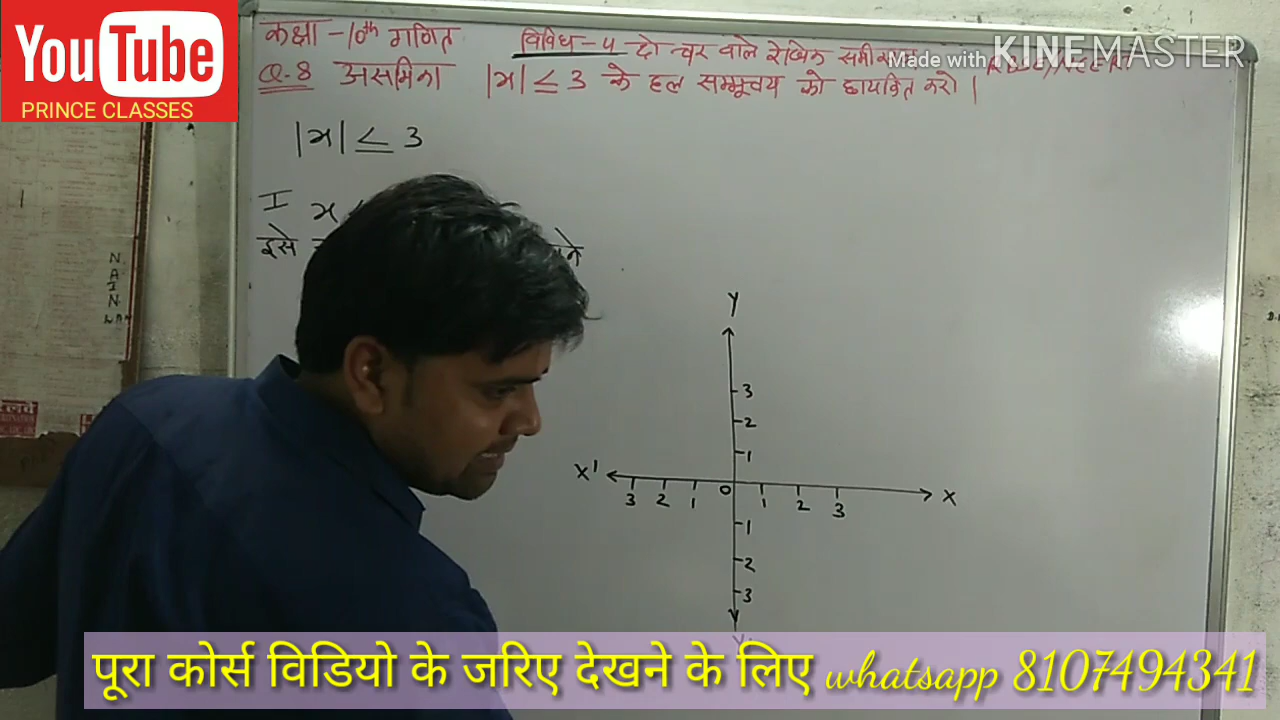 YouTube
PRINCE CLASSES
कक्षा - 10th गणित विविध-4 दो चर वाले रेखिक
Made with KINEMASTER
Q.8 असमिका |x| ≤ 3 के हल समुच्चय को छायांकित करो |
|x| ≤ 3
I x
इसे
NAIN
Y
3
2
1
X' 3 2 1 0 1 2 3 X
1
2
3
पूरा कोर्स विडियो के जरिए देखने के लिए whatsapp 8107494341